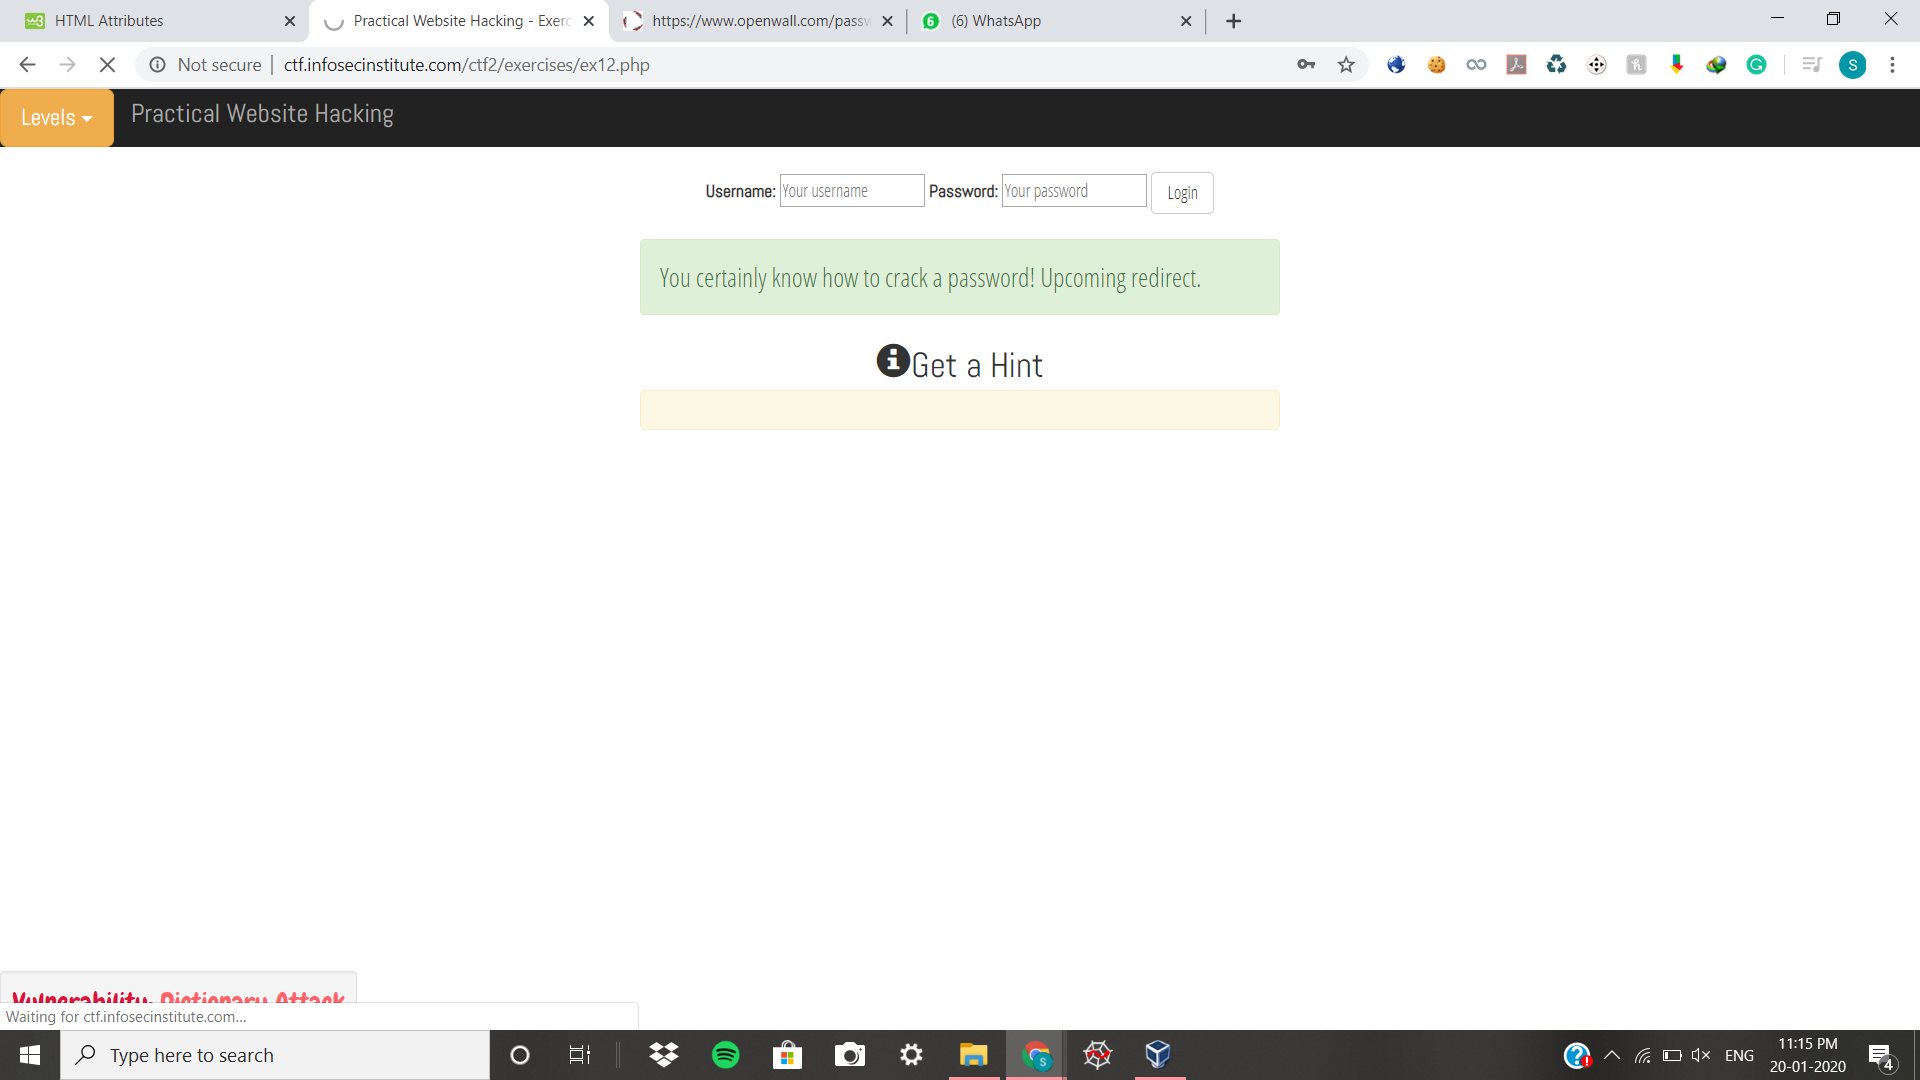 HTML Attributes
Practical Website Hacking - Exerc
https://www.openwall.com/passw
6 (6) WhatsApp
Not secure | ctf.infosecinstitute.com/ctf2/exercises/ex12.php
S
Levels Practical Website Hacking
Username: Your username Password: Your password Login
You certainly know how to crack a password! Upcoming redirect.
Get a Hint
Vulnerability: Dictionary Attack
Waiting for ctf.infosecinstitute.com...
Type here to search
ENG
11:15 PM
20-01-2020
4